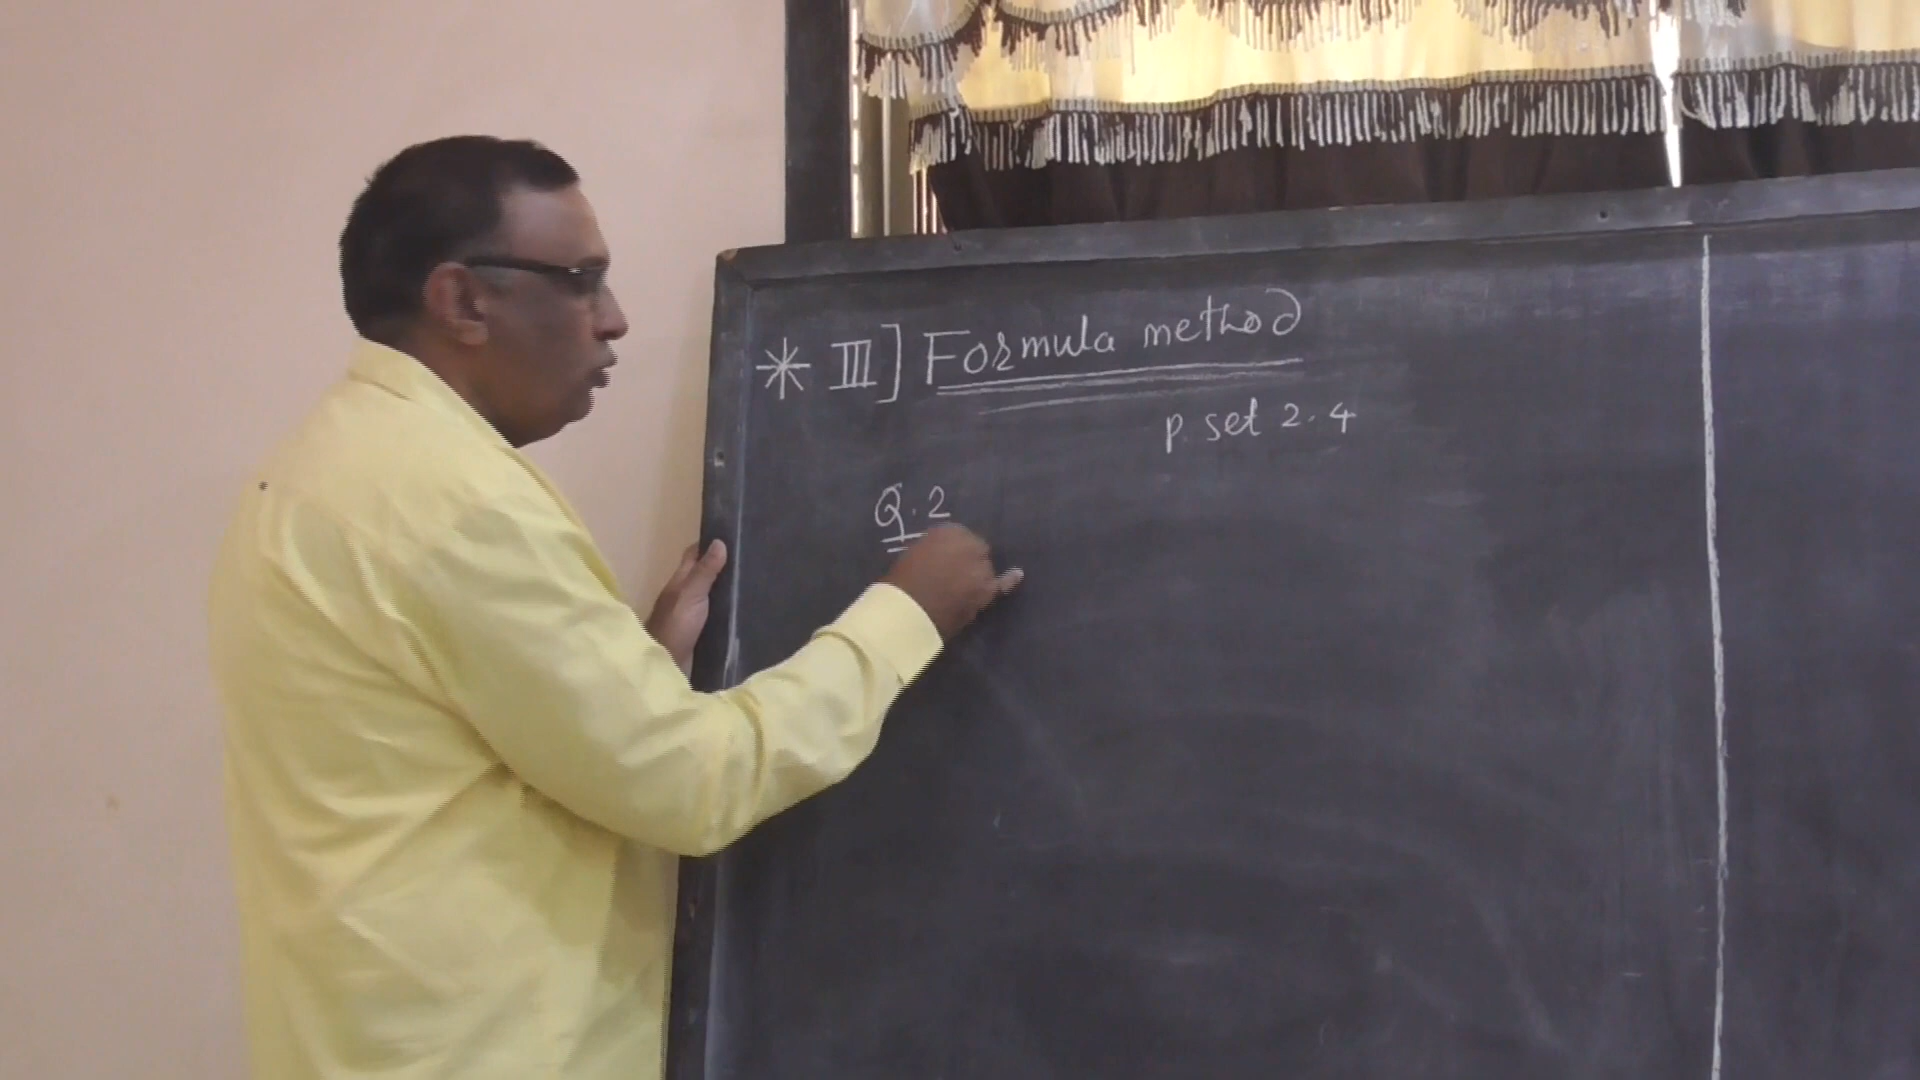 * III] Formula method
p. set 2.4
Q.2